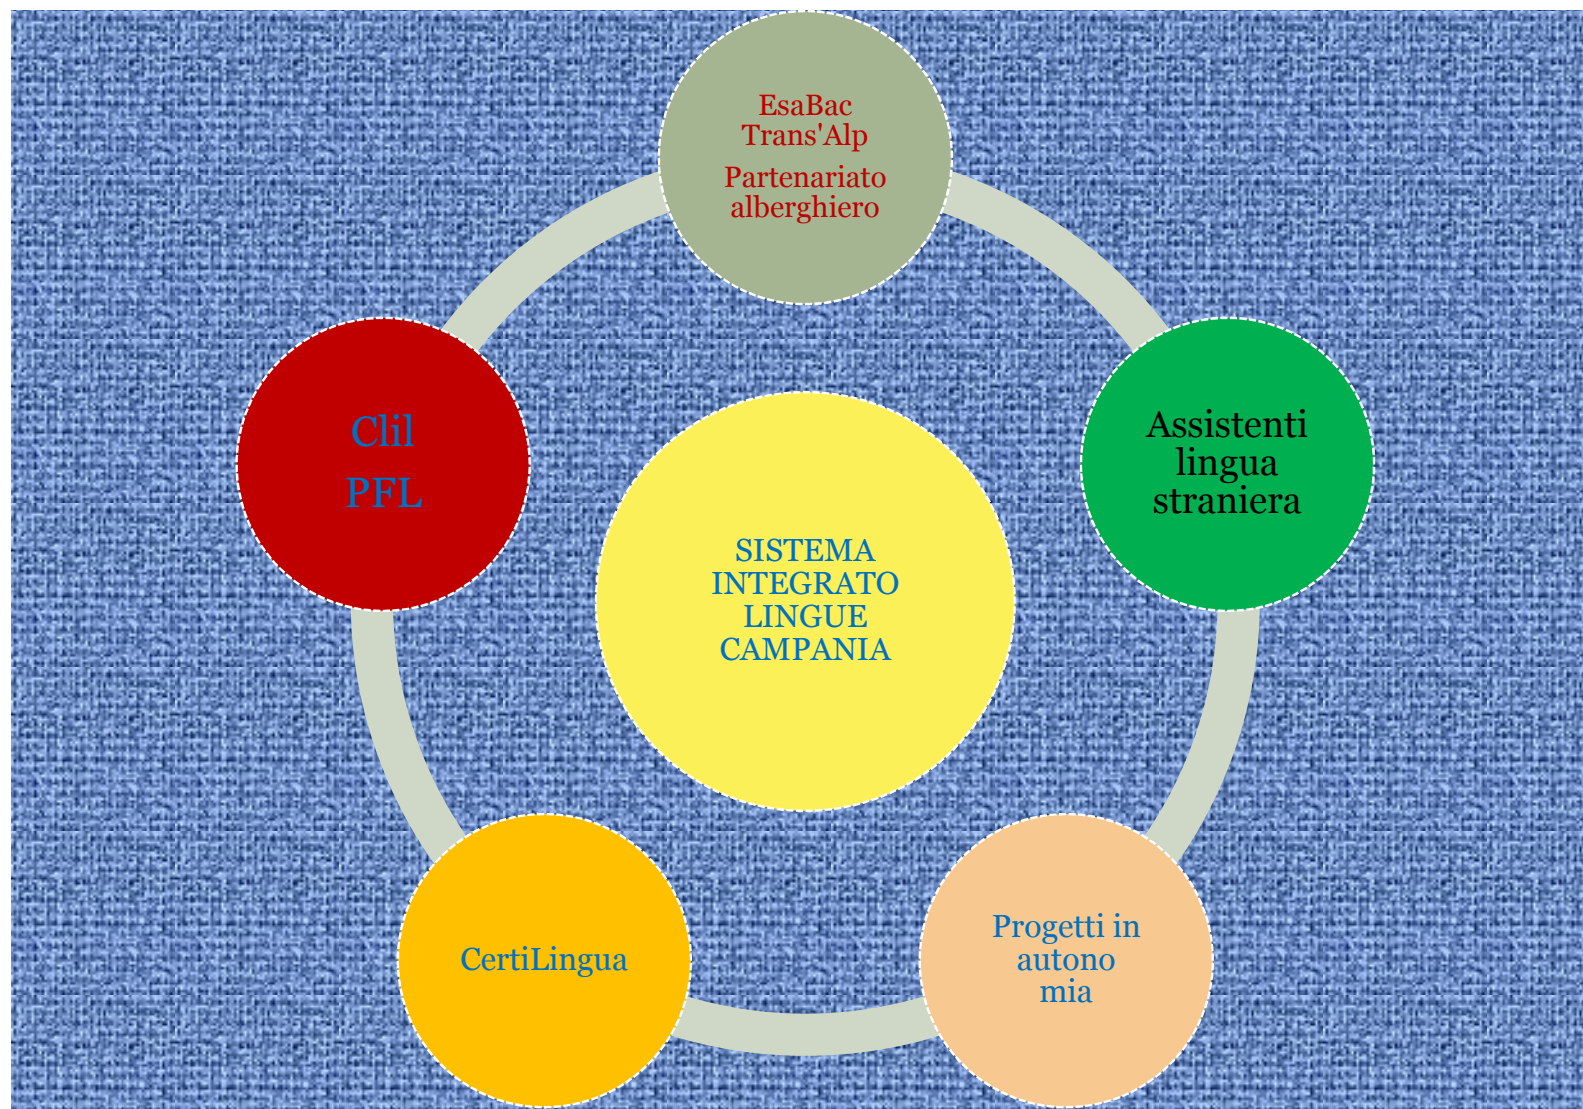 EsaBac
Trans'Alp
Partenariato
alberghiero
Assistenti
lingua
straniera
Progetti in
autono
mia
CertiLingua
Clil
PFL
SISTEMA
INTEGRATO
LINGUE
CAMPANIA